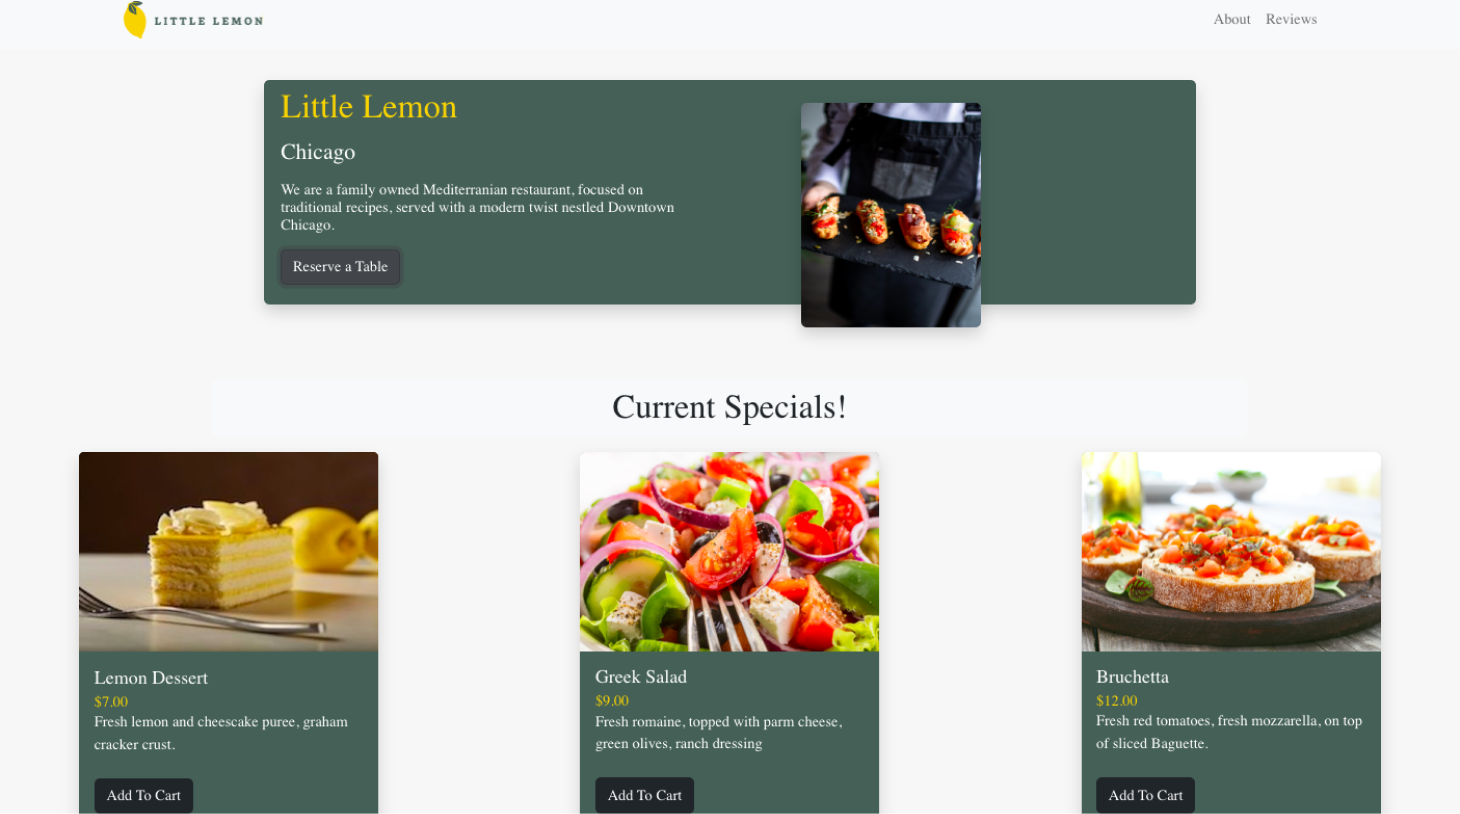 LITTLE LEMON
About Reviews
Little Lemon
Chicago
We are a family owned Mediterranian restaurant, focused on
traditional recipes, served with a modern twist nestled Downtown
Chicago.
Reserve a Table
Current Specials!
Lemon Dessert
$7.00
Fresh lemon and cheescake puree, graham
cracker crust.
Add To Cart
Greek Salad
$9.00
Fresh romaine, topped with parm cheese,
green olives, ranch dressing
Add To Cart
Bruchetta
$12.00
Fresh red tomatoes, fresh mozzarella, on top
of sliced Baguette.
Add To Cart